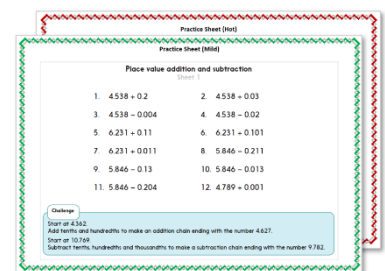 Practice Sheet (Hot)
Practice Sheet (Mild)
Place value addition and subtraction
Sheet 1
1. 4.538 + 0.2 2. 4.538 + 0.03
3. 4.538 – 0.004 4. 4.538 – 0.02
5. 6.231 + 0.11 6. 6.231 + 0.101
7. 6.231 + 0.011 8. 5.846 – 0.211
9. 5.846 – 0.13 10. 5.846 – 0.013
11. 5.846 – 0.204 12. 4.789 + 0.001
Challenge
Start at 4.362.
Add tenths and hundredths to make an addition chain ending with the number 4.627.
Start at 10.769.
Subtract tenths, hundredths and thousandths to make a subtraction chain ending with the number 9.782.